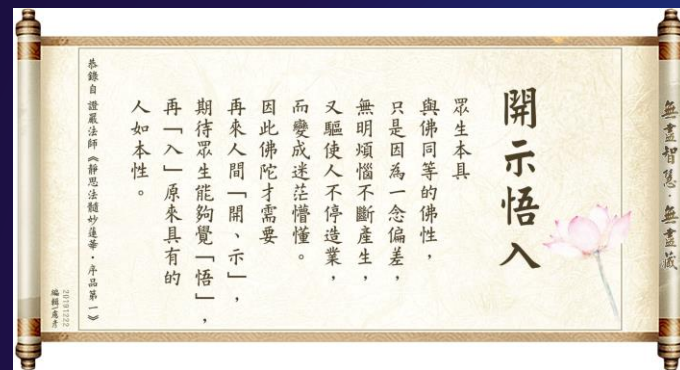 無盡智慧·無盡藏
開示悟入
眾生本具
與佛同等的佛性，
只是因為一念偏差，
無明煩惱不斷產生，
又驅使人不停造業，
而變成迷茫懵懂。
因此佛陀才需要
再來人間「開、示」，
期待眾生能夠覺「悟」，
再「入」原來具有的
人如本性。
恭錄自 證嚴法師《靜思法髓妙蓮華·序品第一》
20191222